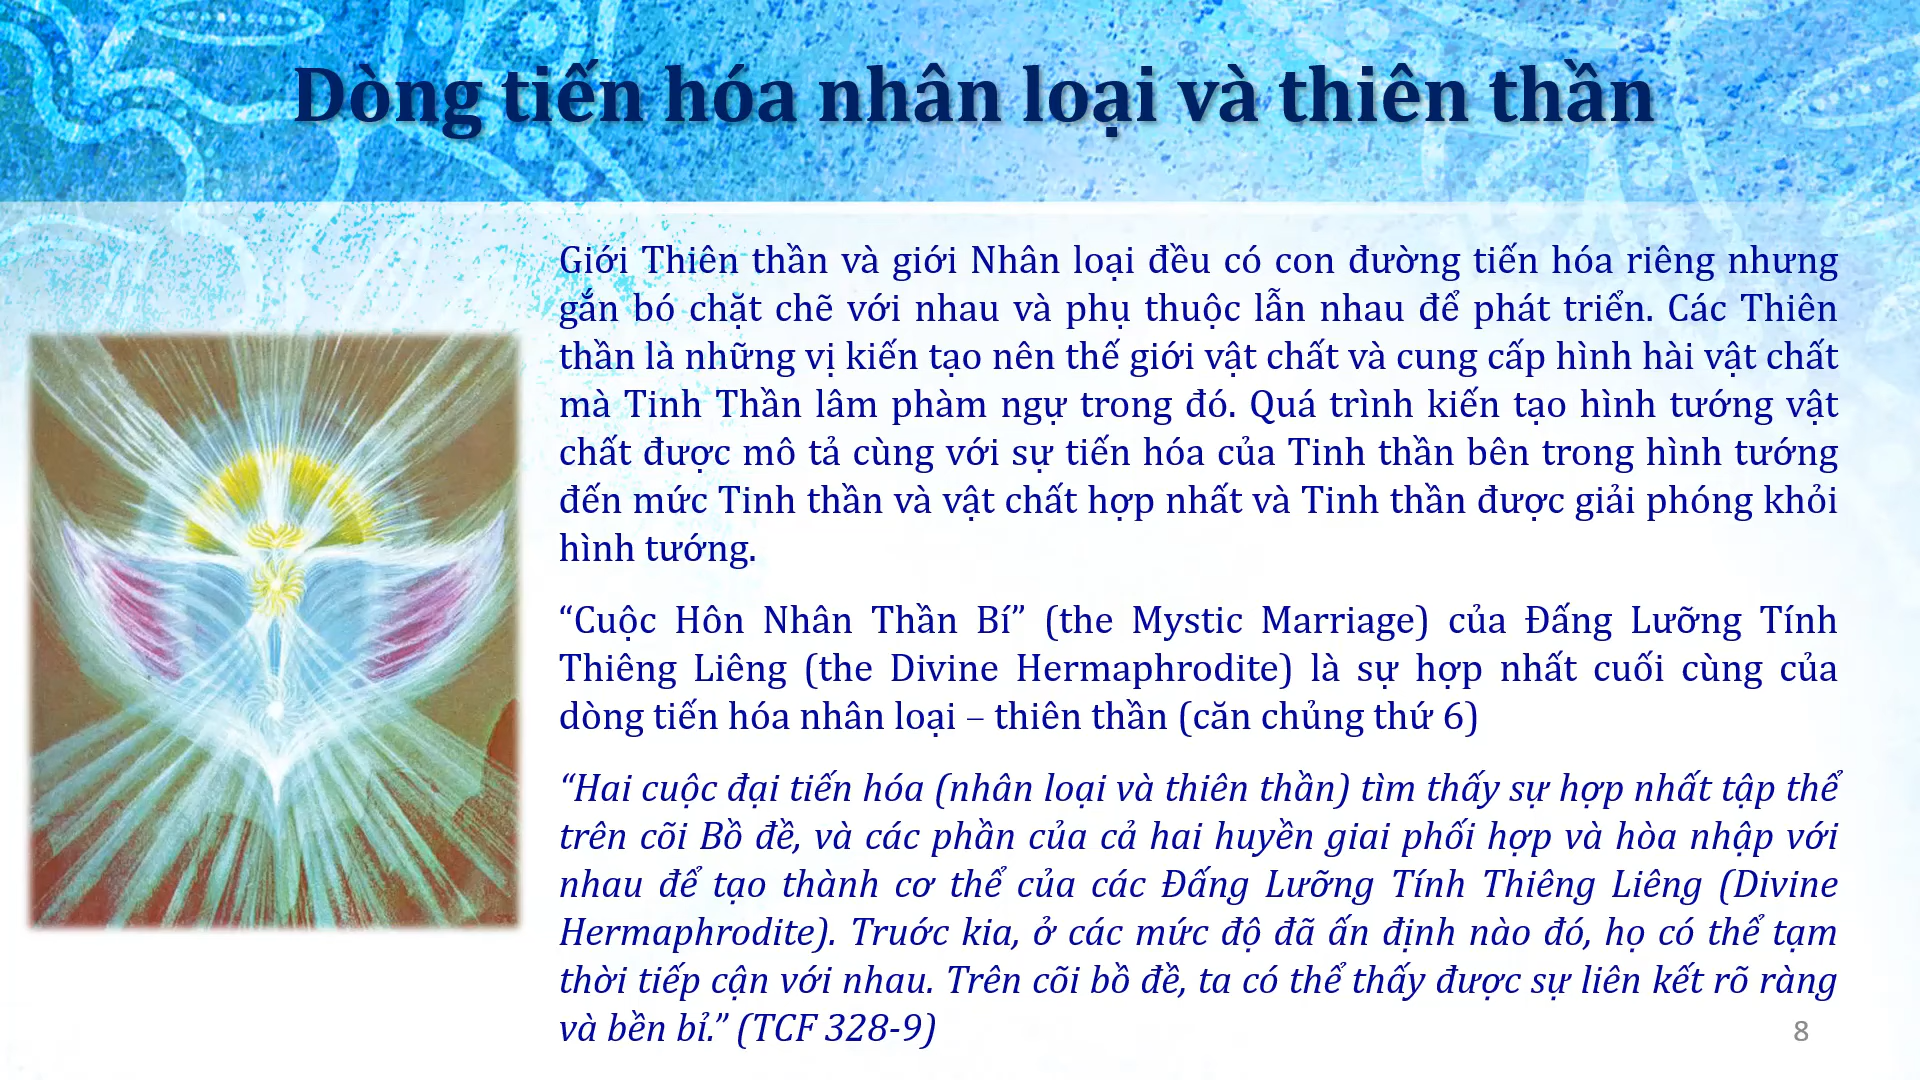 Dòng tiến hóa nhân loại và thiên thần
Giới Thiên thần và giới Nhân loại đều có con đường tiến hóa riêng nhưng
gắn bó chặt chẽ với nhau và phụ thuộc lẫn nhau để phát triển. Các Thiên
thần là những vị kiến tạo nên thế giới vật chất và cung cấp hình hài vật chất
mà Tinh Thần lâm phàm ngự trong đó. Quá trình kiến tạo hình tướng vật
chất được mô tả cùng với sự tiến hóa của Tinh thần bên trong hình tướng
đến mức Tinh thần và vật chất hợp nhất và Tinh thần được giải phóng khỏi
hình tướng.
“Cuộc Hôn Nhân Thần Bí” (the Mystic Marriage) của Đấng Lưỡng Tính
Thiêng Liêng (the Divine Hermaphrodite) là sự hợp nhất cuối cùng của
dòng tiến hóa nhân loại – thiên thần (căn chủng thứ 6)
“Hai cuộc đại tiến hóa (nhân loại và thiên thần) tìm thấy sự hợp nhất tập thể
trên cõi Bồ đề, và các phần của cả hai huyền giai phối hợp và hòa nhập với
nhau để tạo thành cơ thể của các Đấng Lưỡng Tính Thiêng Liêng (Divine
Hermaphrodite). Trước kia, ở các mức độ đã ấn định nào đó, họ có thể tạm
thời tiếp cận với nhau. Trên cõi bồ đề, ta có thể thấy được sự liên kết rõ ràng
và bền bỉ.” (TCF 328-9)
8